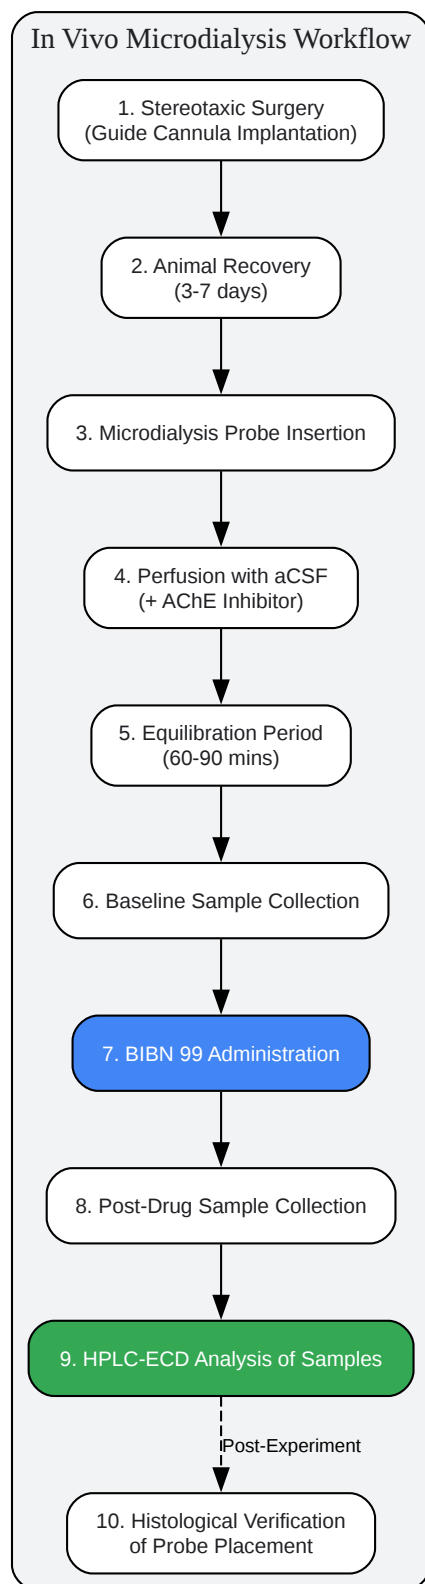 In Vivo Microdialysis Workflow
1. Stereotaxic Surgery
(Guide Cannula Implantation)
2. Animal Recovery
(3-7 days)
3. Microdialysis Probe Insertion
4. Perfusion with aCSF
(+ AChE Inhibitor)
5. Equilibration Period
(60-90 mins)
6. Baseline Sample Collection
7. BIBN 99 Administration
8. Post-Drug Sample Collection
9. HPLC-ECD Analysis of Samples
Post-Experiment
10. Histological Verification
of Probe Placement